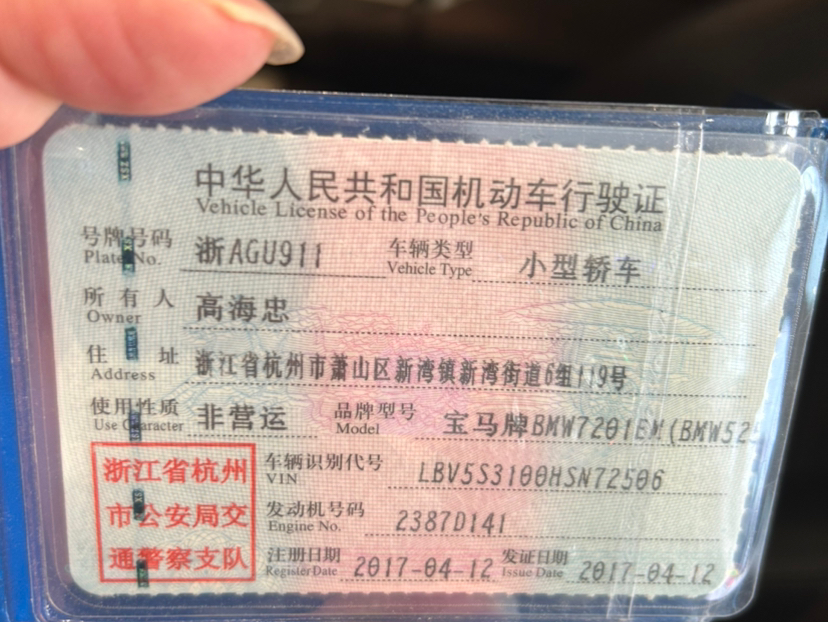 中华人民共和国机动车行驶证
Vehicle License of the People's Republic of China
号牌号码 浙AGU911 车辆类型 小型轿车
Plate No. Vehicle Type
所有人 高海忠
Owner
住址 浙江省杭州市萧山区新湾镇新湾街道6组119号
Address
使用性质 非营运 品牌型号 宝马牌BMW7201EM(BMW525
Use Character Model
浙江省杭州 车辆识别代号 LBV5S3100HSN72506
VIN
市公安局交 发动机号码 2387D141
Engine No.
通警察支队 注册日期 2017-04-12 发证日期 2017-04-12
Register Date Issue Date